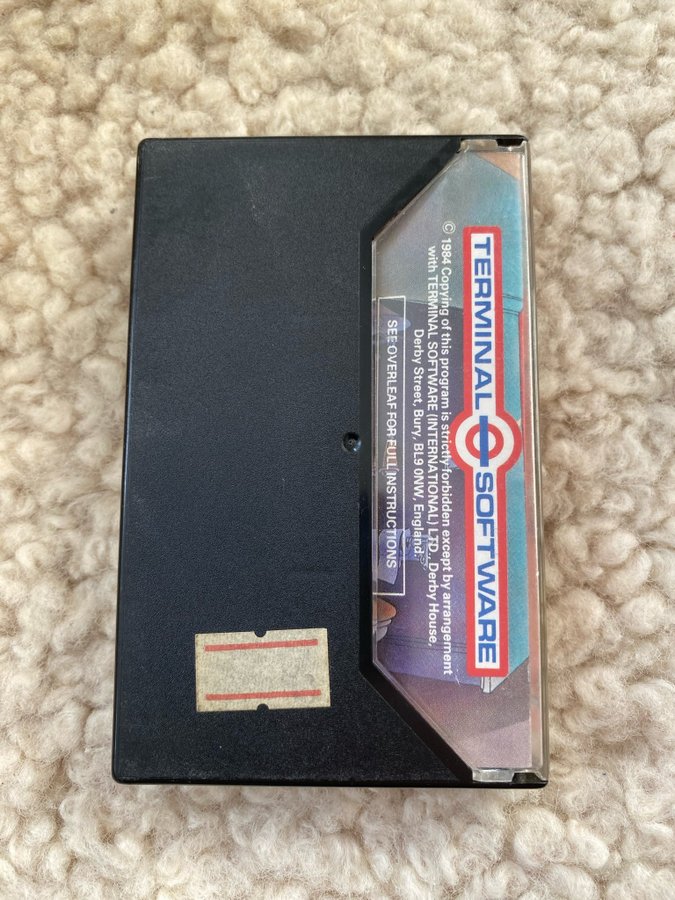 TERMINAL SOFTWARE
© 1984 Copying of this program is strictly forbidden except by arrangement
with TERMINAL SOFTWARE (INTERNATIONAL) LTD., Derby House,
Derby Street, Bury, BL9 0NW, England.
SEE OVERLEAF FOR FULL INSTRUCTIONS